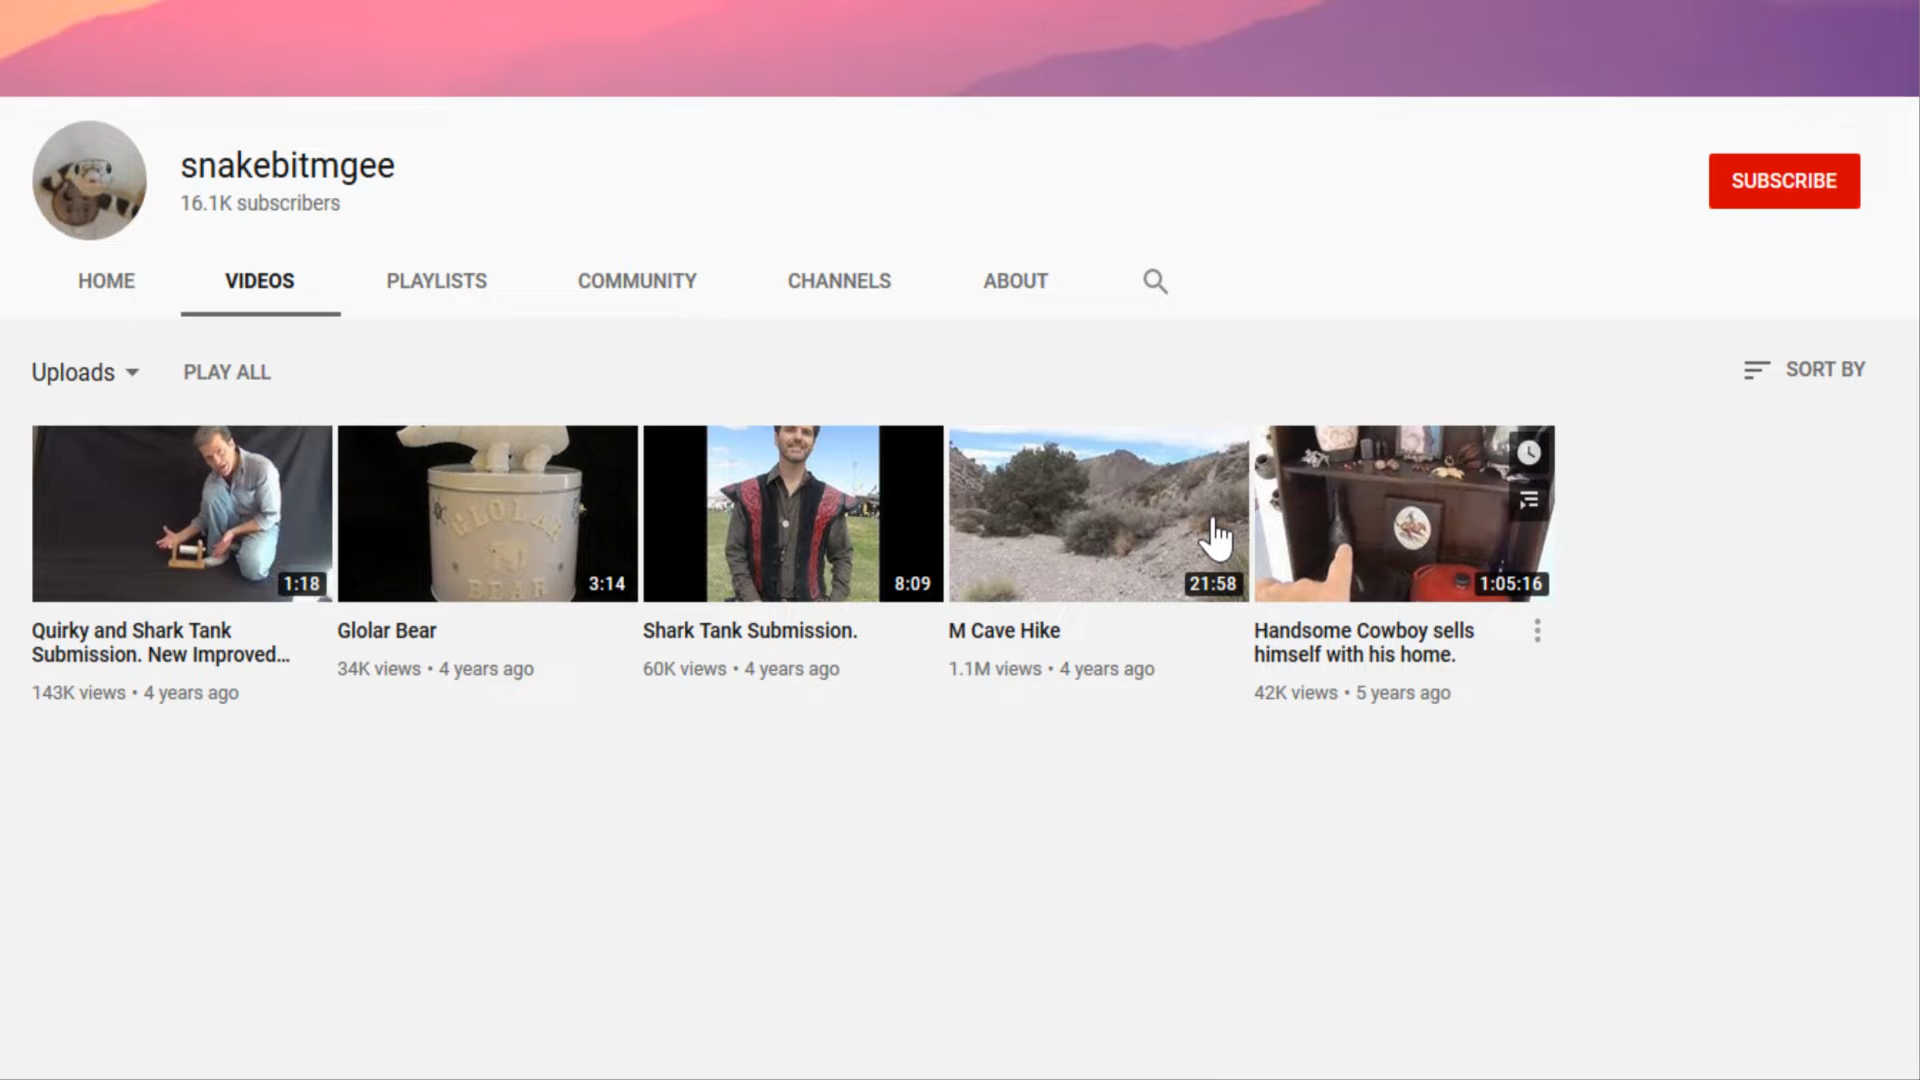 snakebitmgee
16.1K subscribers
SUBSCRIBE
HOME VIDEOS PLAYLISTS COMMUNITY CHANNELS ABOUT
Uploads PLAY ALL SORT BY
GLOLAR
BEAR
1:18 3:14 8:09 21:58 1:05:16
Quirky and Shark Tank
Submission. New Improved...
143K views • 4 years ago
Glolar Bear
34K views • 4 years ago
Shark Tank Submission.
60K views • 4 years ago
M Cave Hike
1.1M views • 4 years ago
Handsome Cowboy sells
himself with his home.
42K views • 5 years ago